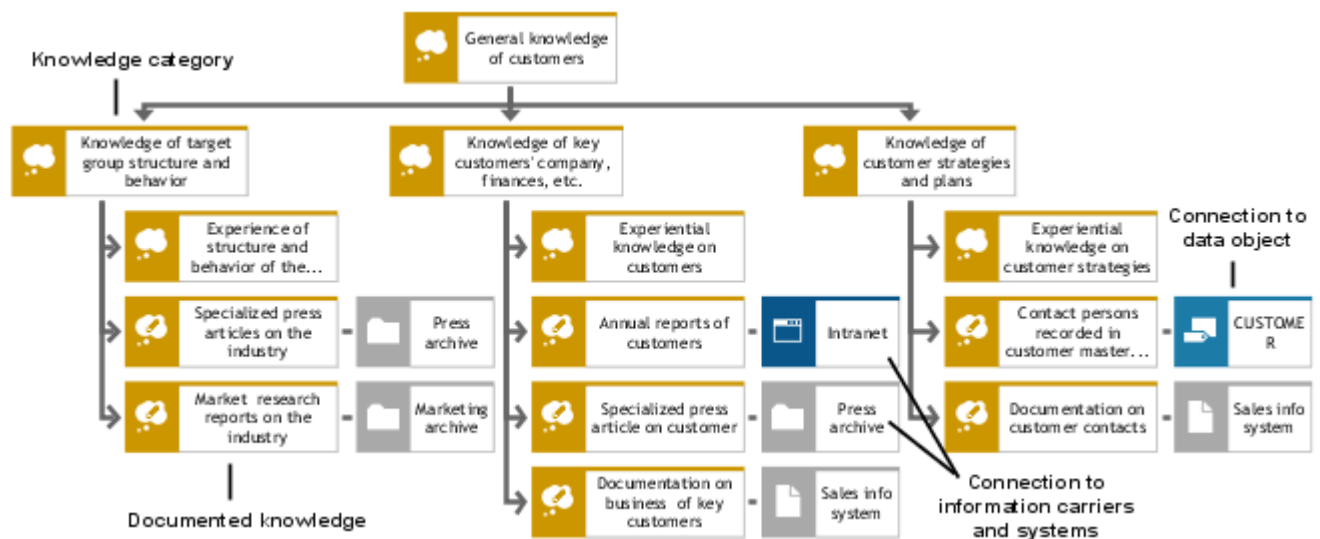 General knowledge
of customers
Knowledge category
Knowledge of target
group structure and
behavior
Knowledge of key
customers' company,
finances, etc.
Knowledge of
customer strategies
and plans
Experience of
structure and
behavior of the...
Experiential
knowledge on
customers
Experiential
knowledge on
customer strategies
Connection to
data object
Specialized press
articles on the
industry
Press
archive
Annual reports of
customers
Intranet
Contact persons
recorded in
customer master...
CUSTOME
R
Market research
reports on the
industry
Marketing
archive
Specialized press
article on customer
Press
archive
Documentation on
customer contacts
Sales info
system
Documentation on
business of key
customers
Sales info
system
Documented knowledge
Connection to
information carriers
and systems